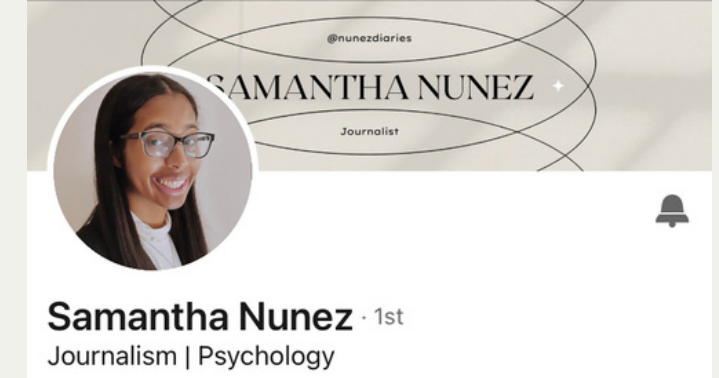 @nunezdiaries
SAMANTHA NUNEZ
Journalist
Samantha Nunez · 1st
Journalism | Psychology